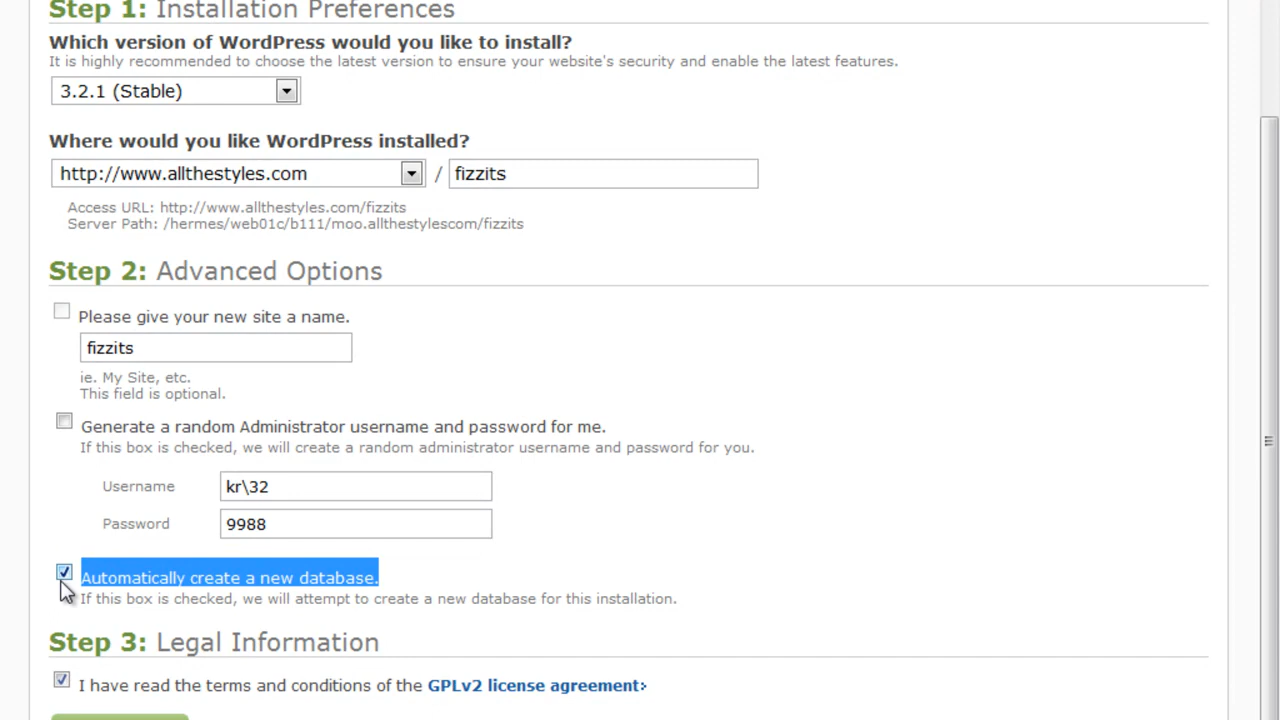 Step 1: Installation Preferences
Which version of WordPress would you like to install?
It is highly recommended to choose the latest version to ensure your website's security and enable the latest features.
3.2.1 (Stable)
Where would you like WordPress installed?
http://www.allthestyles.com / fizzits
Access URL: http://www.allthestyles.com/fizzits
Server Path: /hermes/web01c/b111/moo.allthestylescom/fizzits
Step 2: Advanced Options
Please give your new site a name.
fizzits
ie. My Site, etc.
This field is optional.
Generate a random Administrator username and password for me.
If this box is checked, we will create a random administrator username and password for you.
Username kr\32
Password 9988
Automatically create a new database.
If this box is checked, we will attempt to create a new database for this installation.
Step 3: Legal Information
I have read the terms and conditions of the GPLv2 license agreement›